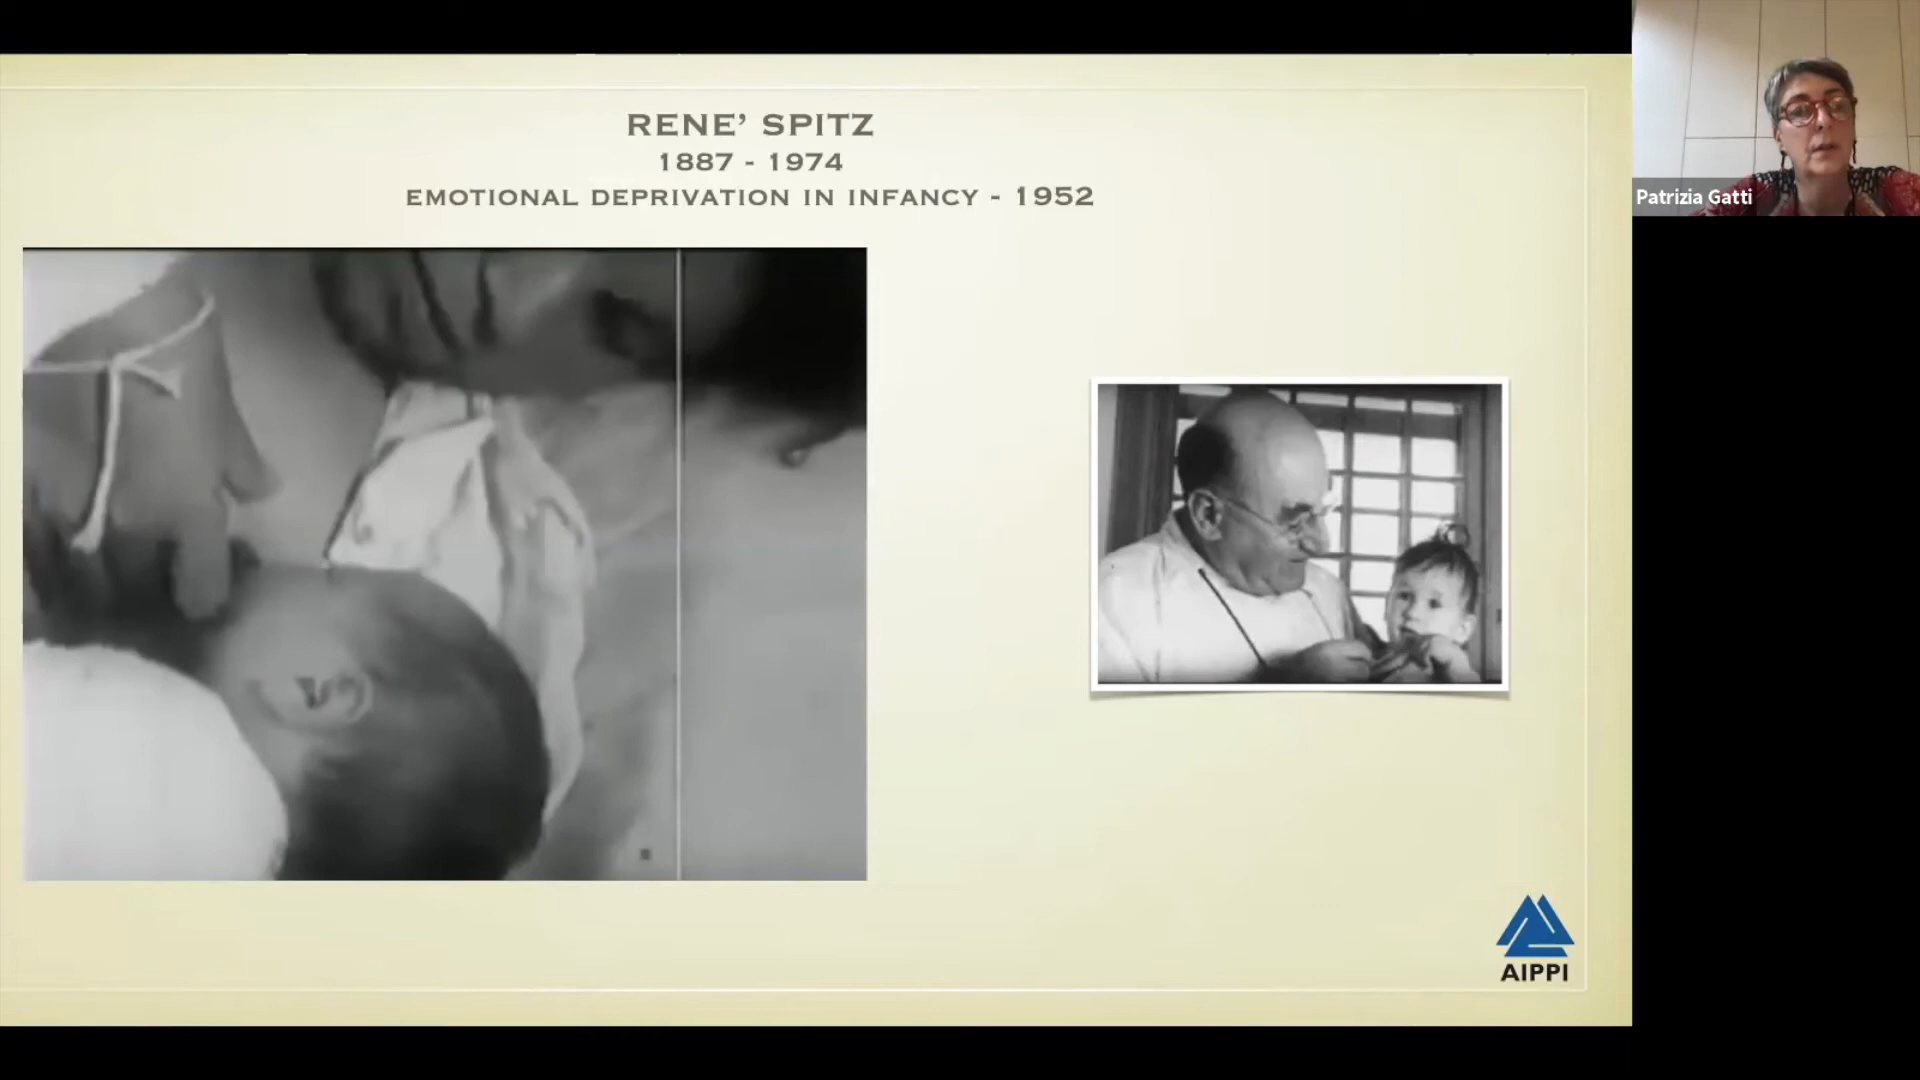 RENE’ SPITZ
1887 - 1974
EMOTIONAL DEPRIVATION IN INFANCY - 1952
Patrizia Gatti
AIPPI